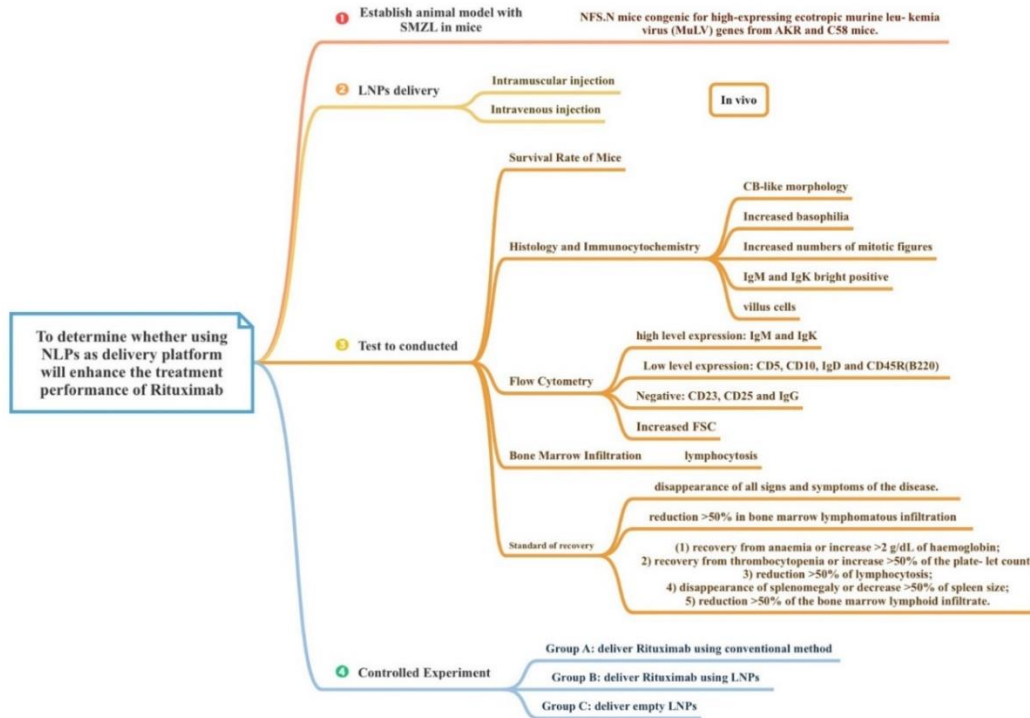 To determine whether using
NLPs as delivery platform
will enhance the treatment
performance of Rituximab
1 Establish animal model with
SMZL in mice
NFS.N mice congenic for high-expressing ecotropic murine leu- kemia
virus (MuLV) genes from AKR and C58 mice.
2 LNPs delivery
Intramuscular injection
Intravenous injection
In vivo
3 Test to conducted
Survival Rate of Mice
Histology and Immunocytochemistry
CB-like morphology
Increased basophilia
Increased numbers of mitotic figures
IgM and IgK bright positive
villus cells
Flow Cytometry
high level expression: IgM and IgK
Low level expression: CD5, CD10, IgD and CD45R(B220)
Negative: CD23, CD25 and IgG
Increased FSC
Bone Marrow Infiltration
lymphocytosis
Standard of recovery
disappearance of all signs and symptoms of the disease.
reduction >50% in bone marrow lymphomatous infiltration
(1) recovery from anaemia or increase >2 g/dL of haemoglobin;
2) recovery from thrombocytopenia or increase >50% of the plate- let count
3) reduction >50% of lymphocytosis;
4) disappearance of splenomegaly or decrease >50% of spleen size;
5) reduction >50% of the bone marrow lymphoid infiltrate.
4 Controlled Experiment
Group A: deliver Rituximab using conventional method
Group B: deliver Rituximab using LNPs
Group C: deliver empty LNPs